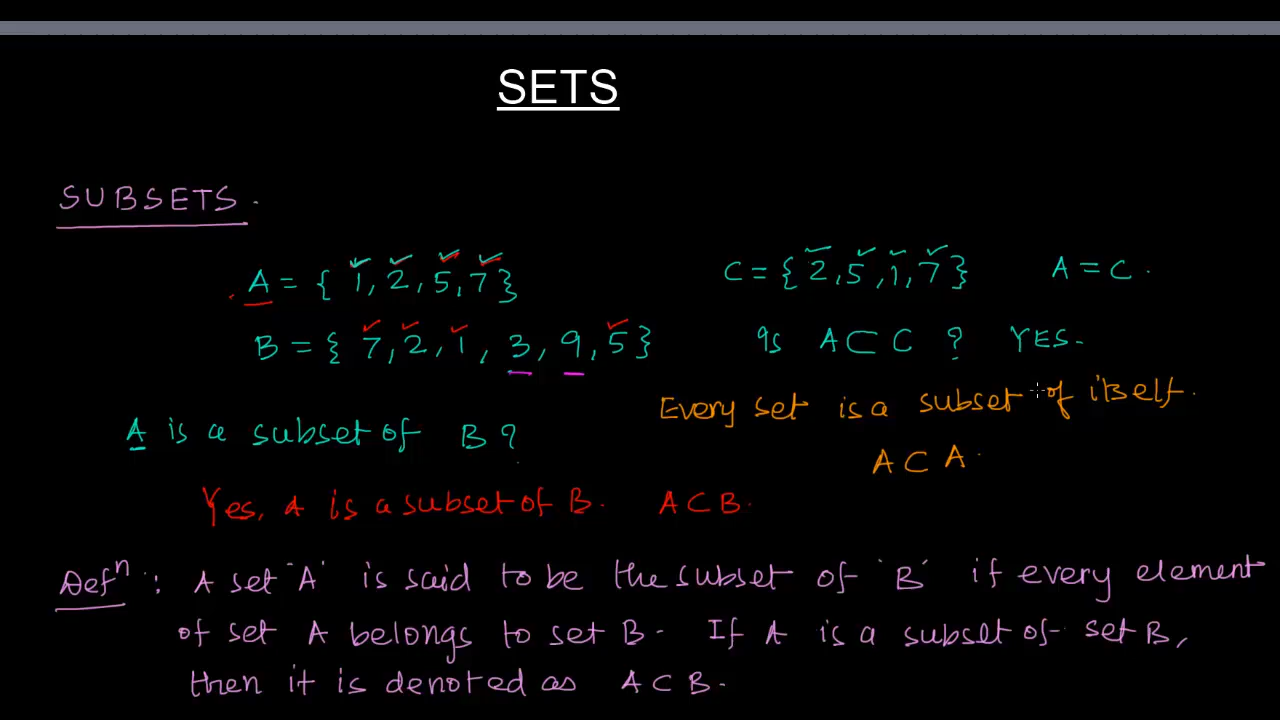 SETS
SUBSETS.
A = { 1, 2, 5, 7 }
B = { 7, 2, 1, 3, 9, 5 }
A is a subset of B ?
Yes, A is a subset of B. A ⊂ B.
C = { 2, 5, 1, 7 } A = C.
Is A ⊂ C ? YES.
Every set is a subset of itself.
A ⊂ A.
Defⁿ : A set 'A' is said to be the subset of 'B' if every element
of set A belongs to set B. If A is a subset of set B,
then it is denoted as A ⊂ B.